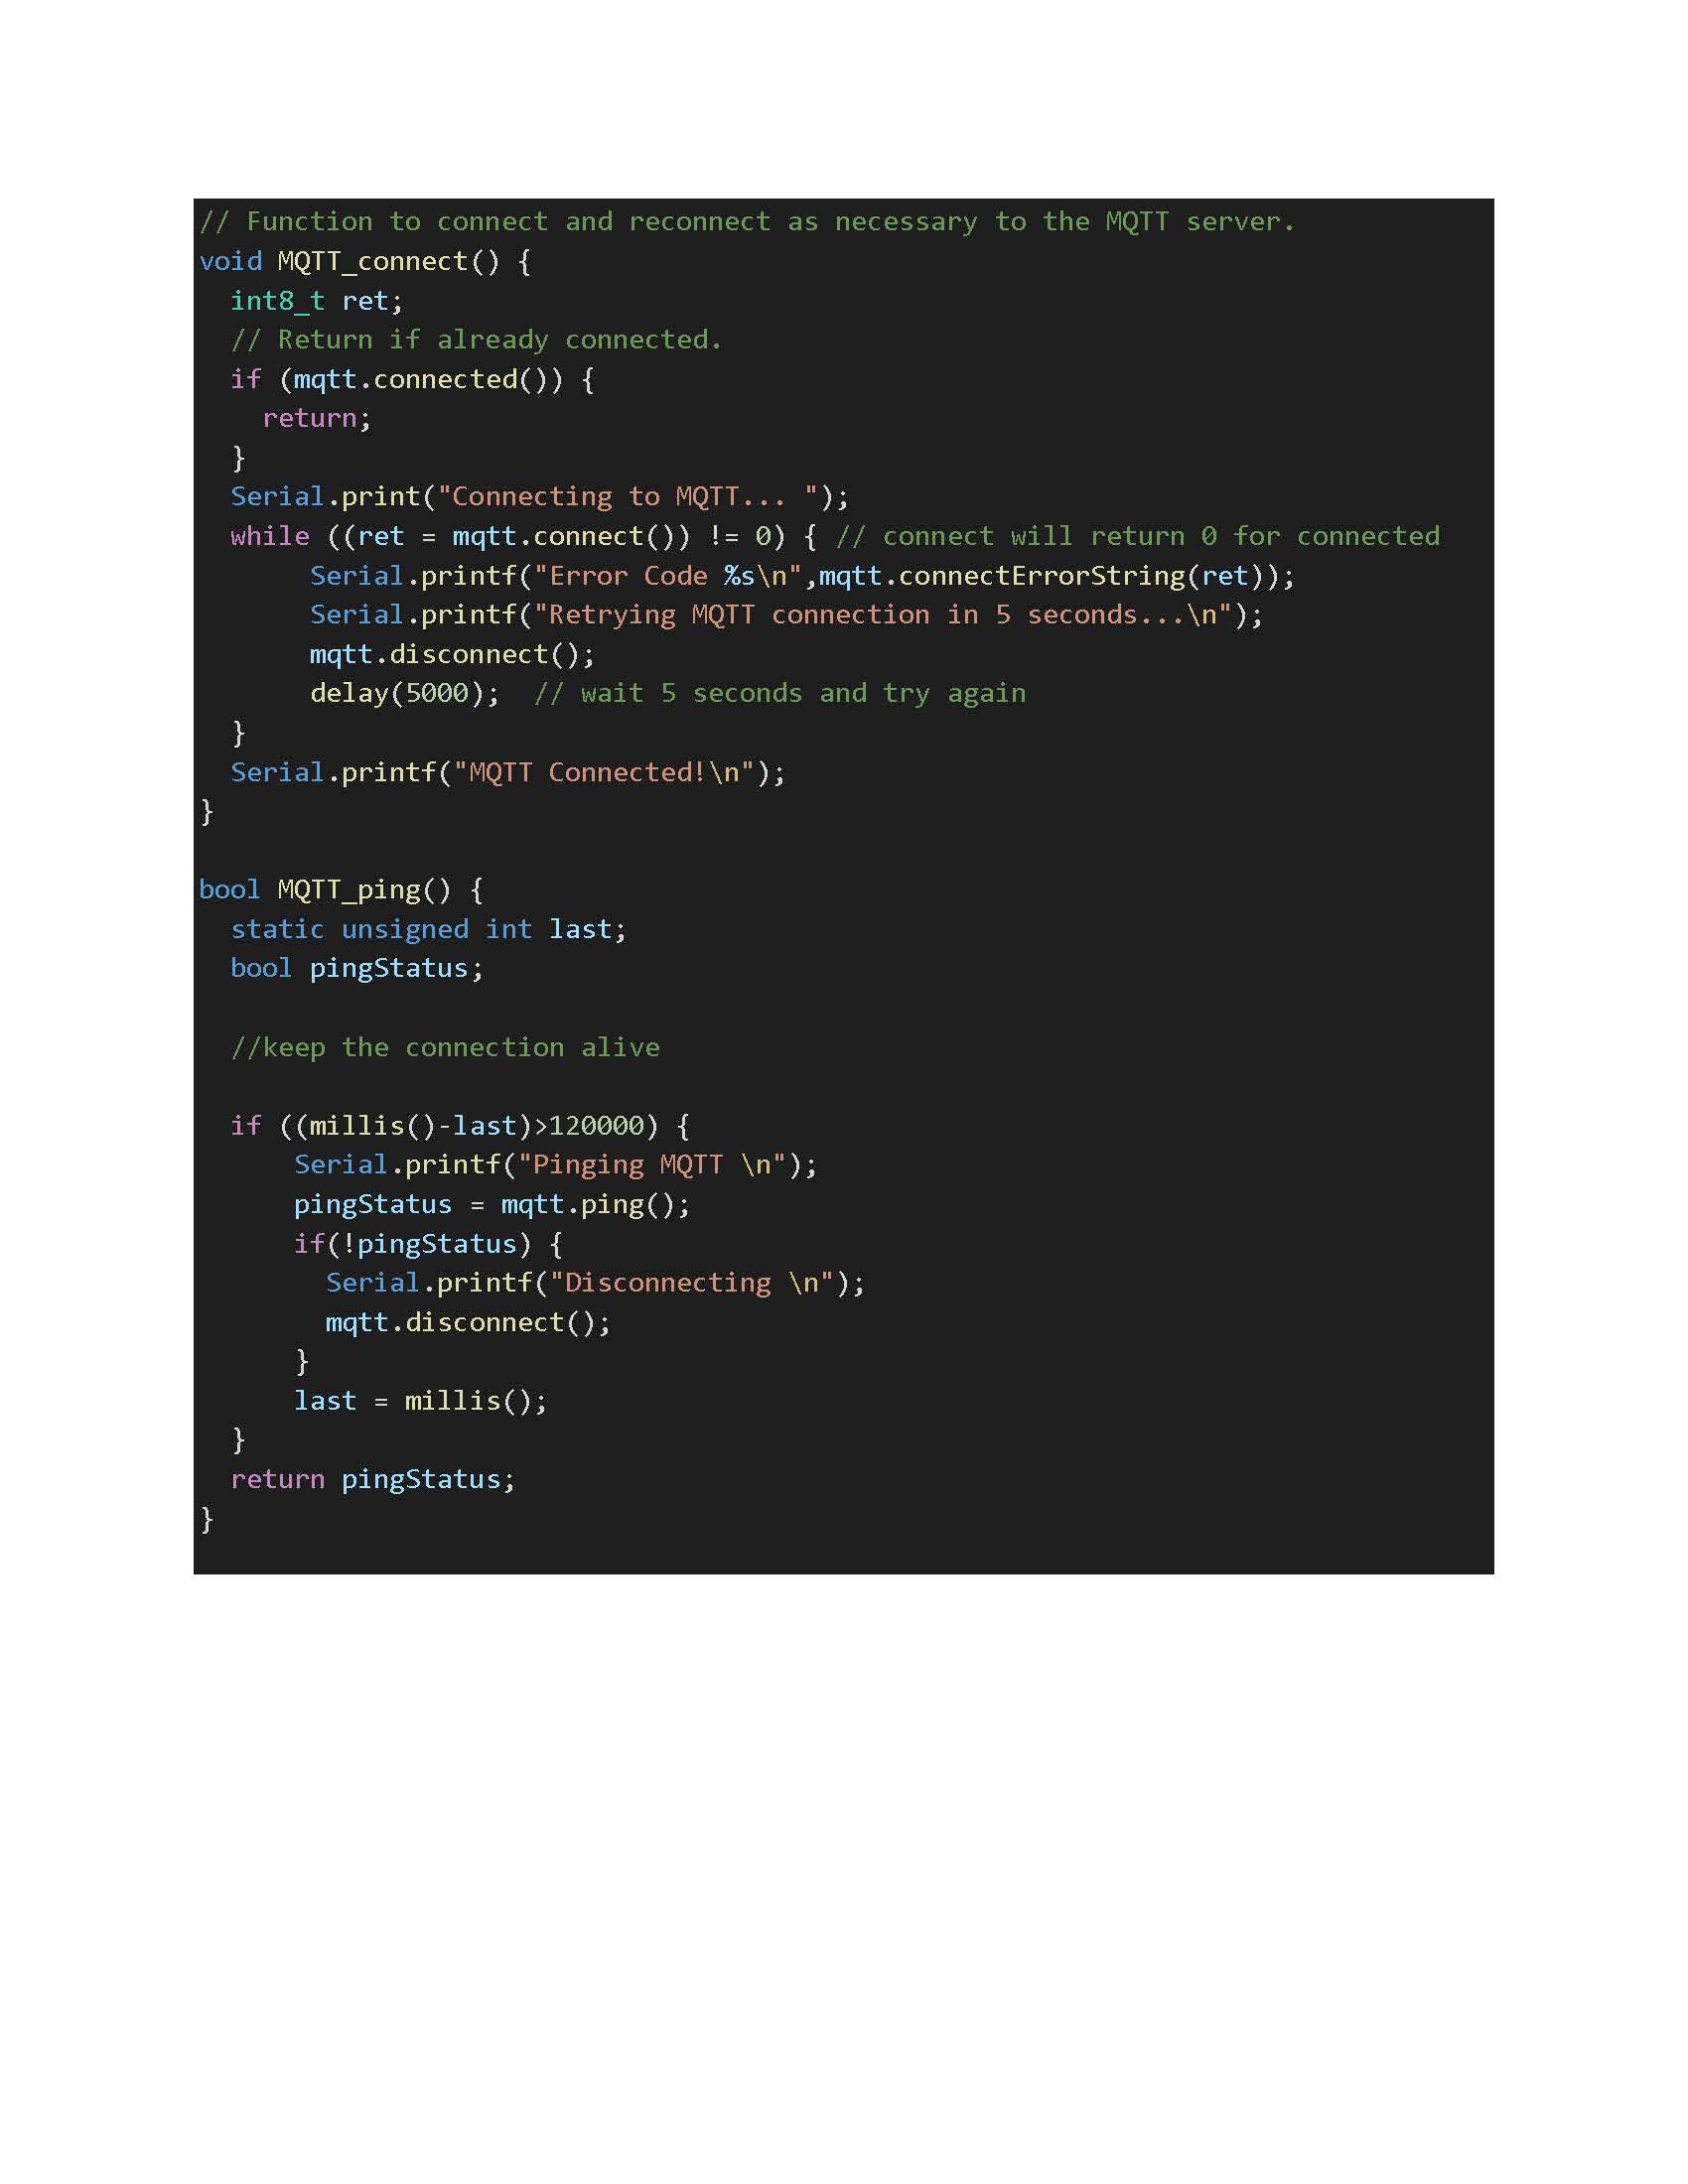 // Function to connect and reconnect as necessary to the MQTT server.
void MQTT_connect() {
  int8_t ret;
  // Return if already connected.
  if (mqtt.connected()) {
    return;
  }
  Serial.print("Connecting to MQTT... ");
  while ((ret = mqtt.connect()) != 0) { // connect will return 0 for connected
       Serial.printf("Error Code %s\n",mqtt.connectErrorString(ret));
       Serial.printf("Retrying MQTT connection in 5 seconds...\n");
       mqtt.disconnect();
       delay(5000);  // wait 5 seconds and try again
  }
  Serial.printf("MQTT Connected!\n");
}

bool MQTT_ping() {
  static unsigned int last;
  bool pingStatus;

  //keep the connection alive

  if ((millis()-last)>120000) {
      Serial.printf("Pinging MQTT \n");
      pingStatus = mqtt.ping();
      if(!pingStatus) {
        Serial.printf("Disconnecting \n");
        mqtt.disconnect();
      }
      last = millis();
  }
  return pingStatus;
}